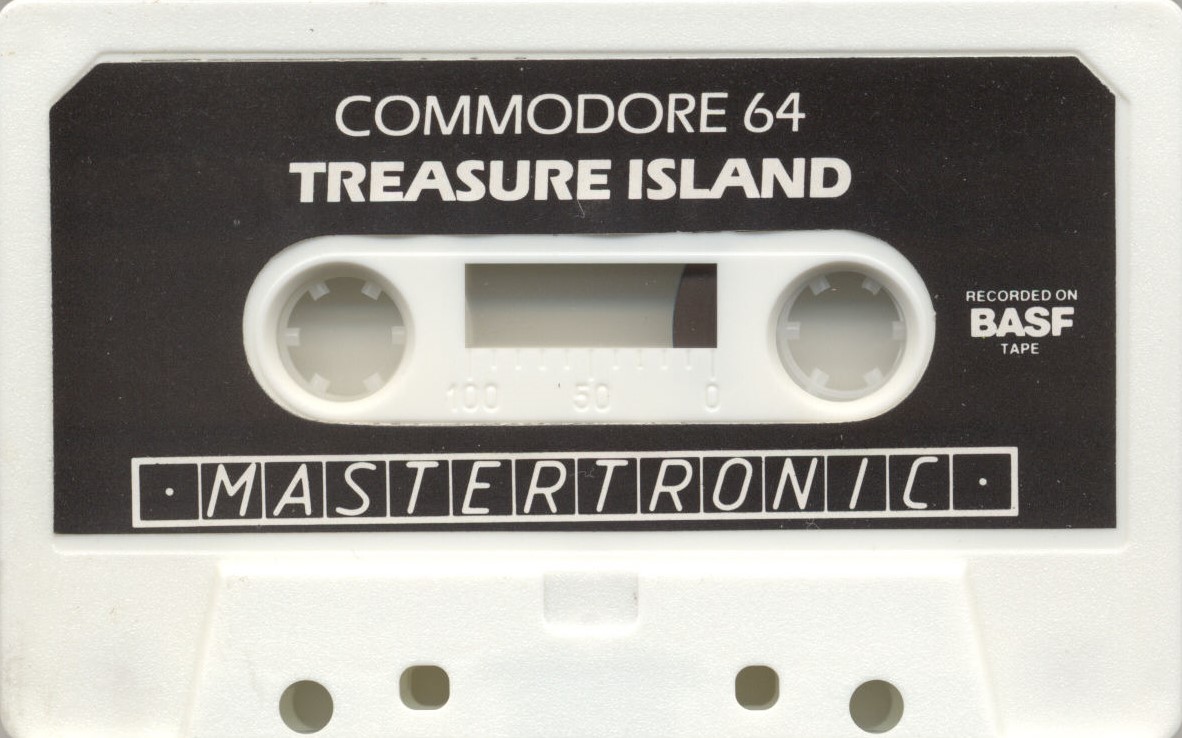 COMMODORE 64
TREASURE ISLAND
RECORDED ON
BASF
TAPE
100 50 0
· MASTERTRONIC ·